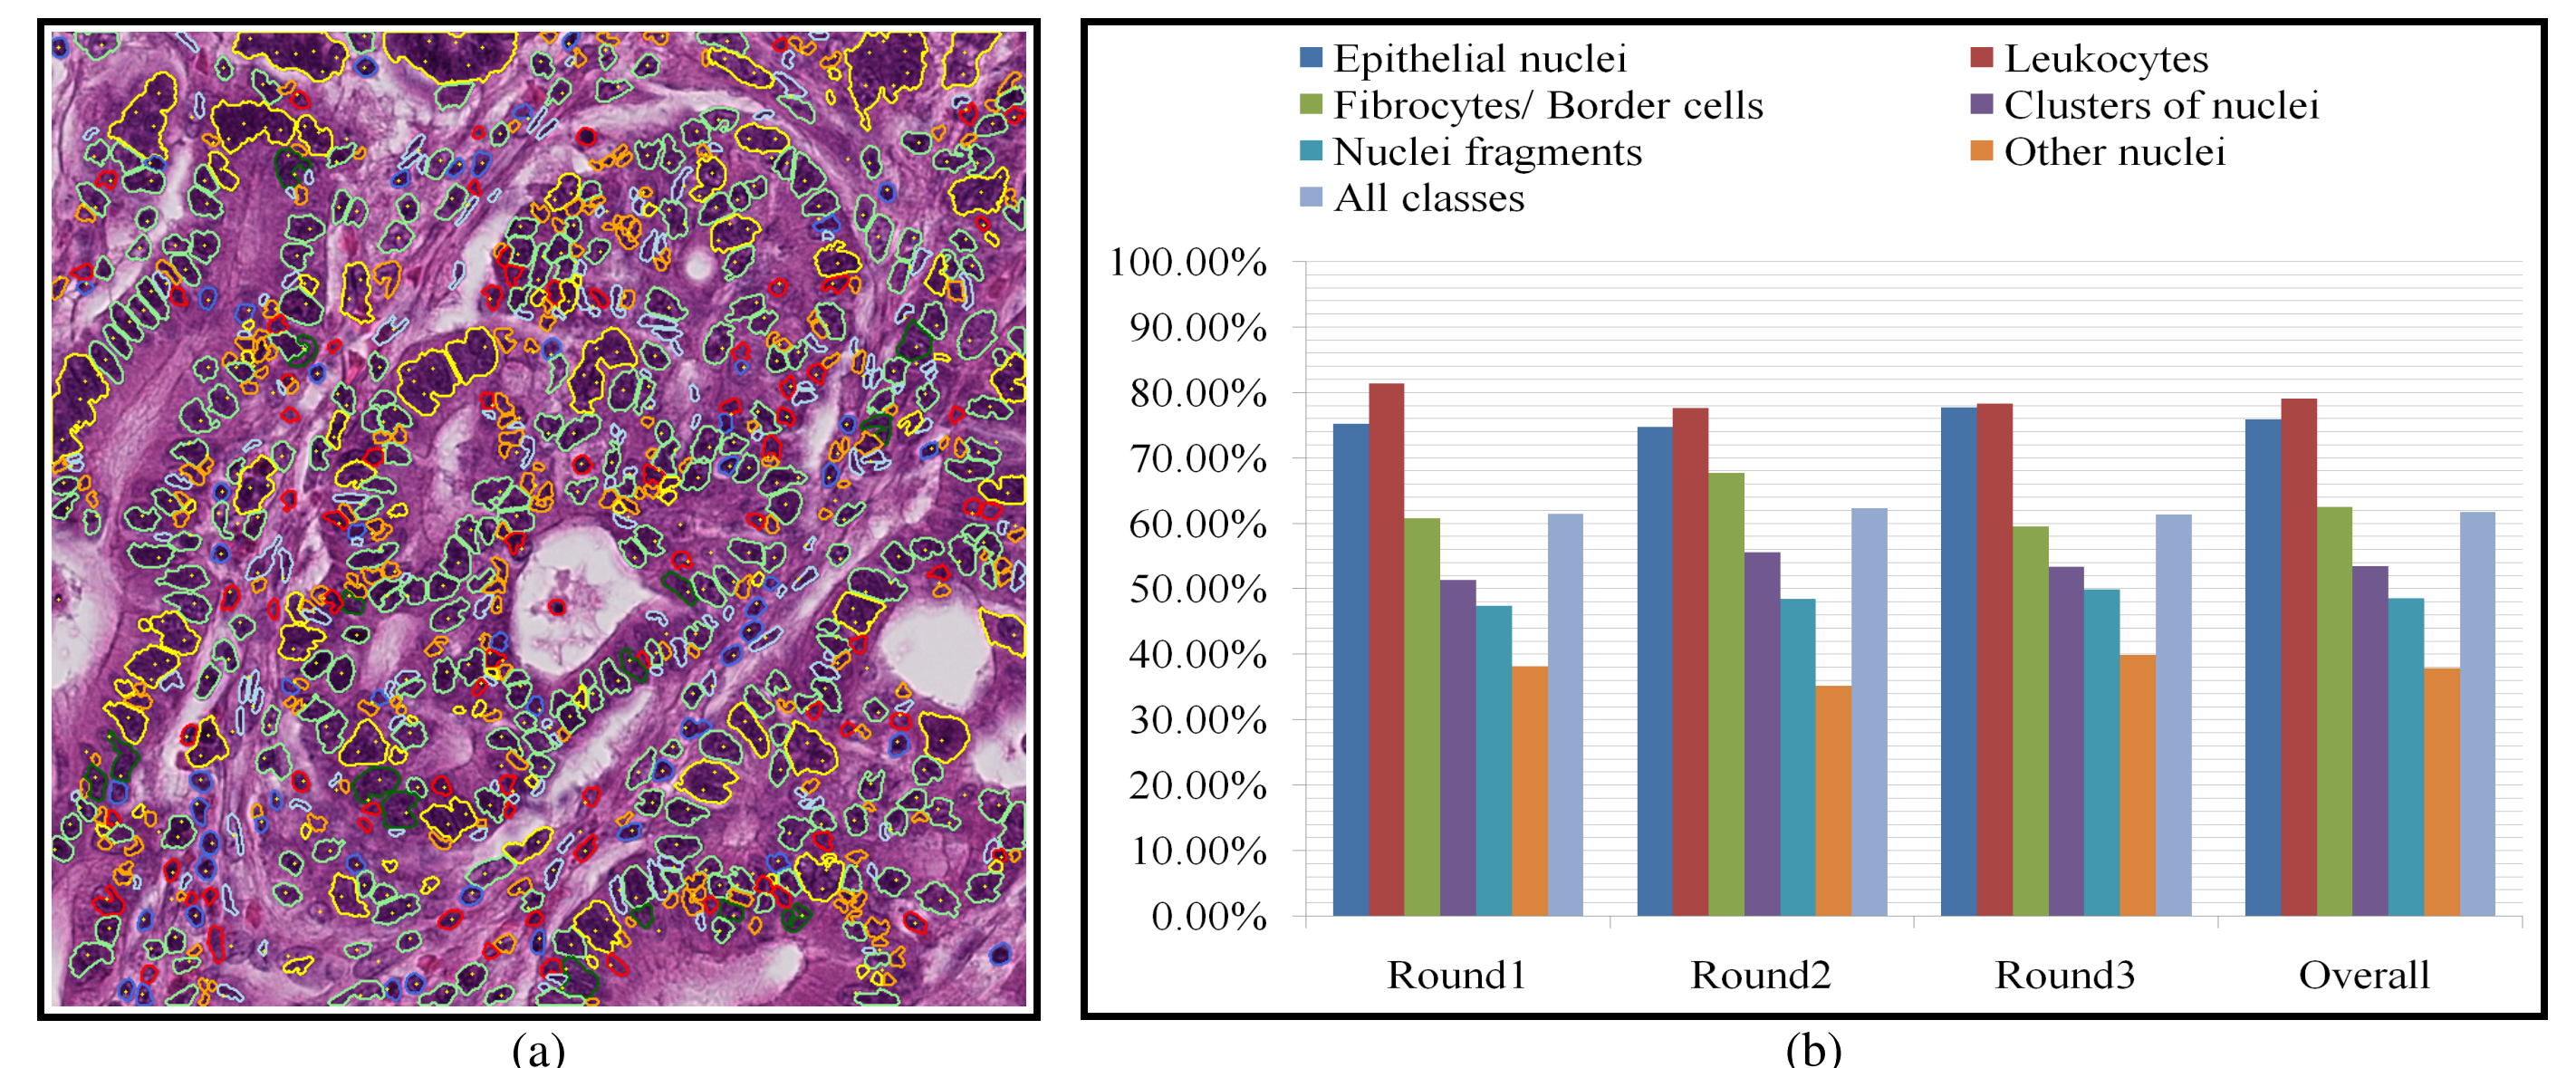 Epithelial nuclei
Leukocytes
Fibrocytes/ Border cells
Clusters of nuclei
Nuclei fragments
Other nuclei
All classes
100.00%
90.00%
80.00%
70.00%
60.00%
50.00%
40.00%
30.00%
20.00%
10.00%
0.00%
Round1 Round2 Round3 Overall
(a) (b)